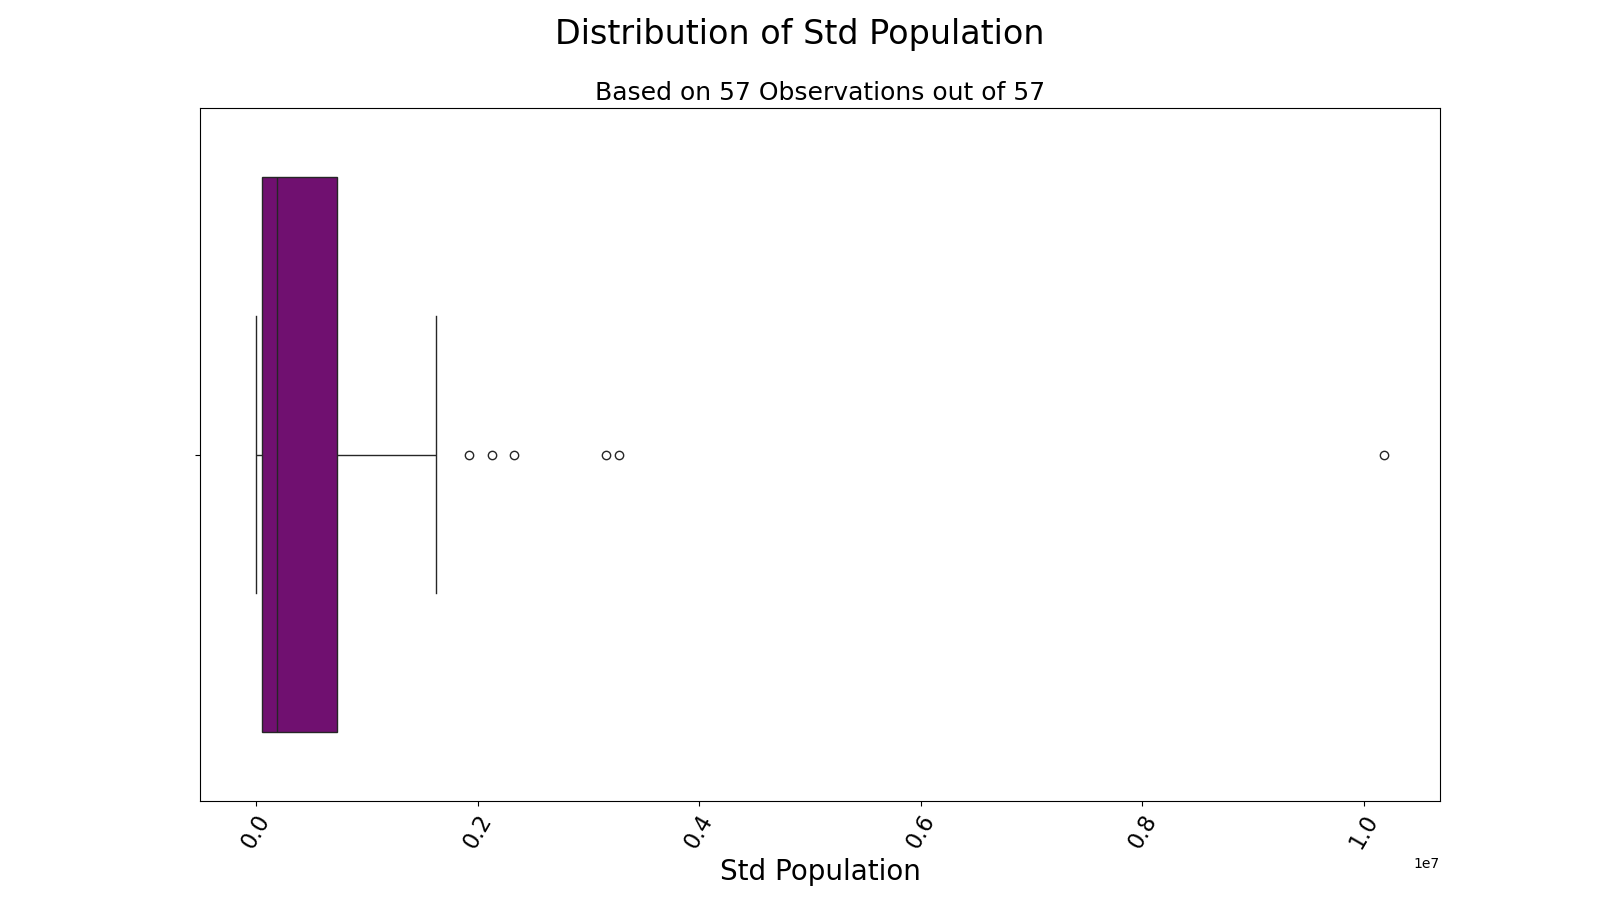 Distribution of Std Population
Based on 57 Observations out of 57
0.0
0.2
0.4
0.6
0.8
1.0
1e7
Std Population